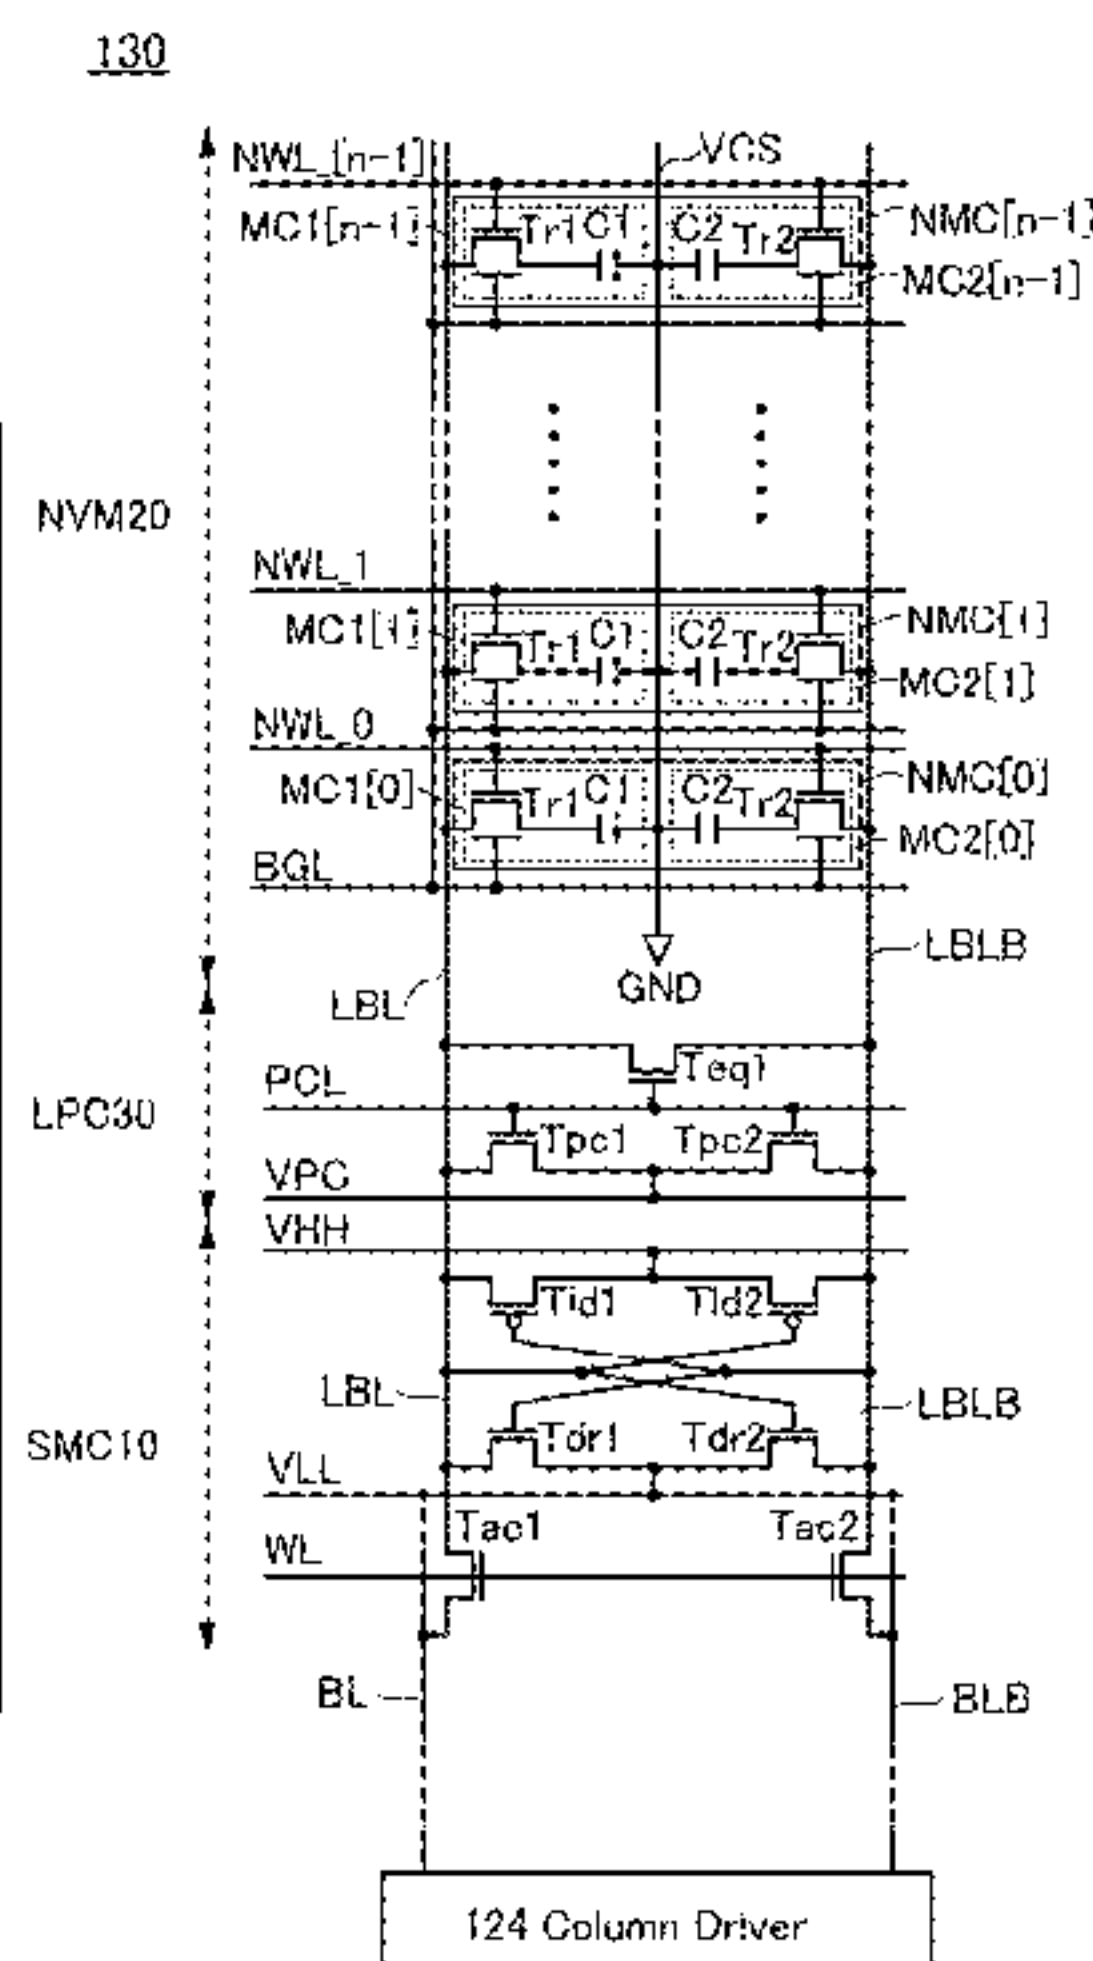 130
NWL_[n-1]
VCS
MC1[n-1]
Tr1 C1
C2 Tr2
NMC[n-1]
MC2[n-1]
NVM20
NWL_1
MC1[1]
Tr1 C1
C2 Tr2
NMC[1]
MC2[1]
NWL_0
MC1[0]
Tr1 C1
C2 Tr2
NMC[0]
MC2[0]
BGL
LBLB
LBL
GND
Teq1
PCL
LPC30
Tpc1
Tpc2
VPC
VHH
Tld1
Tld2
LBL
LBLB
SMC10
Tdr1
Tdr2
VLL
Tac1
Tac2
WL
BL
BLB
124 Column Driver